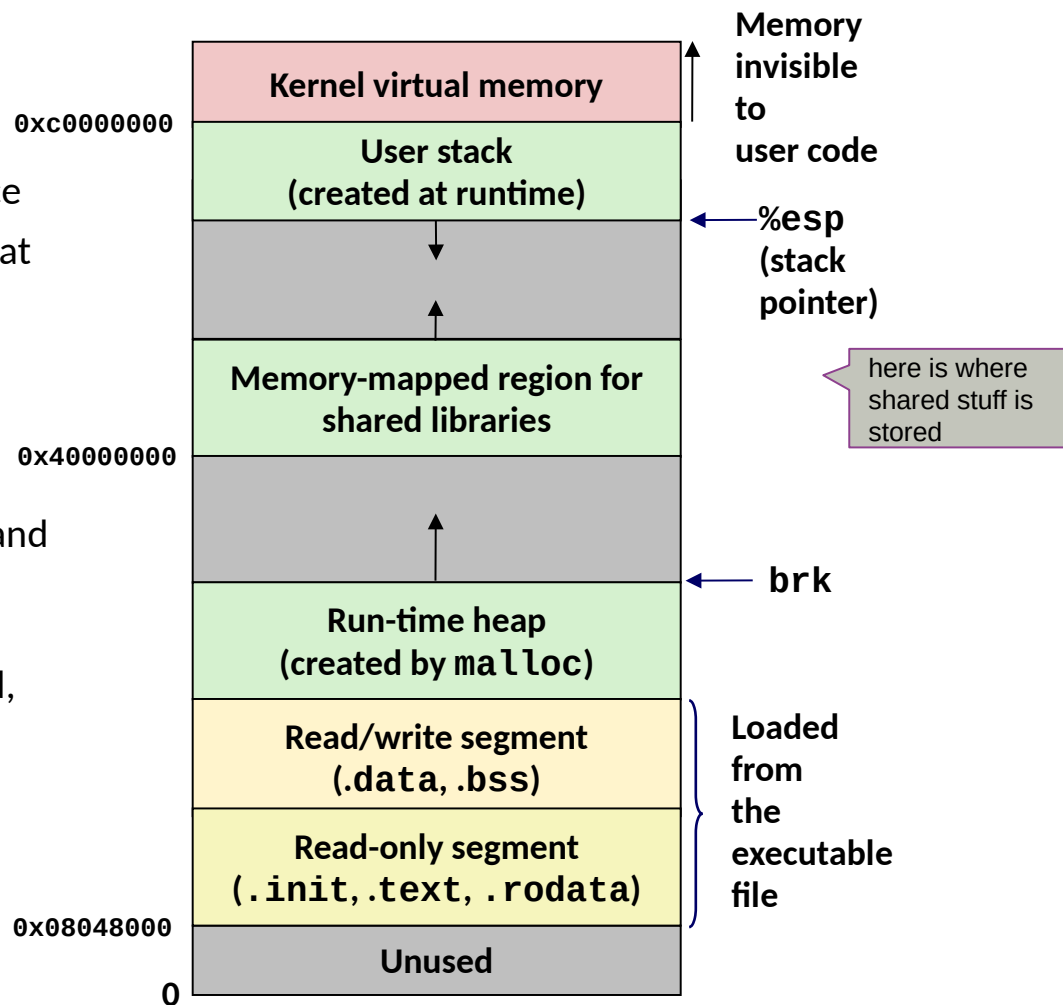 Memory
invisible
to
user code
Kernel virtual memory
0xc0000000
User stack
(created at runtime)
at
%esp
(stack
pointer)
Memory-mapped region for
shared libraries
here is where
shared stuff is
stored
0x40000000
and
brk
Run-time heap
(created by malloc)
Loaded
from
the
executable
file
Read/write segment
(.data, .bss)
Read-only segment
(.init, .text, .rodata)
0x08048000
Unused
0